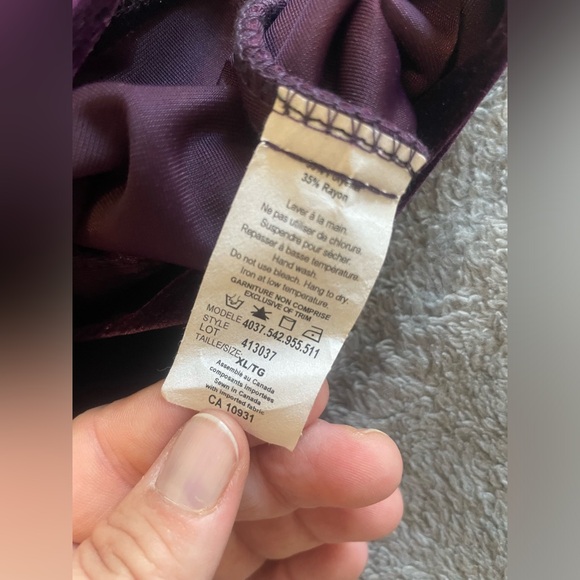 35% Rayon
Laver à la main.
Ne pas utiliser de chlorure.
Suspendre pour sécher.
Repasser à basse température.
Hand wash.
Do not use bleach. Hang to dry.
Iron at low temperature.
GARNITURE NON COMPRISE
EXCLUSIVE OF TRIM
MODELE 4037.542.955.511
STYLE
LOT 413037
TAILLE/SIZE: XL/TG
Assemblé au Canada
composants importées
Sewn in Canada
with imported fabric
CA 10931